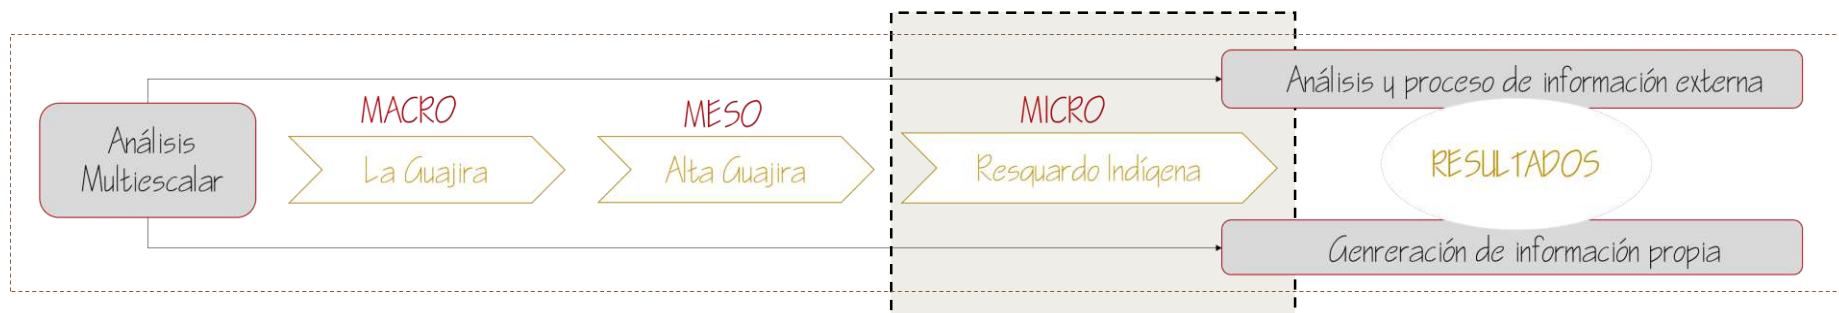 Análisis
Multiescalar
MACRO
La Guajira
MESO
Alta Guajira
MICRO
Resguardo Indígena
Análisis y proceso de información externa
RESULTADOS
Genreración de información propia